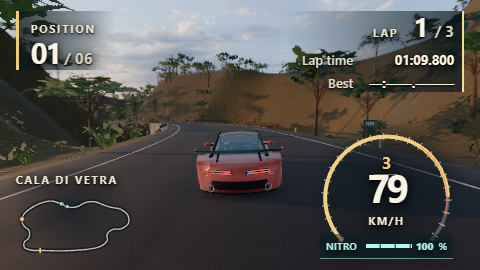 POSITION
01 / 06
LAP 1 / 3
Lap time 01:09.800
Best
CALA DI VETRA
3
79
KM/H
NITRO 100 %